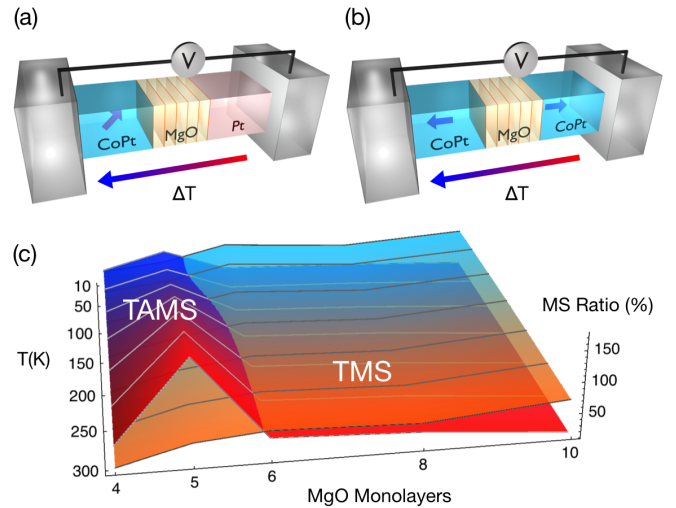 (a)
V
CoPt
MgO
Pt
ΔT
(b)
V
CoPt
MgO
CoPt
ΔT
(c)
10
50
100
150
200
250
300
T(K)
TAMS
TMS
MS Ratio (%)
150
100
50
4
5
6
8
10
MgO Monolayers